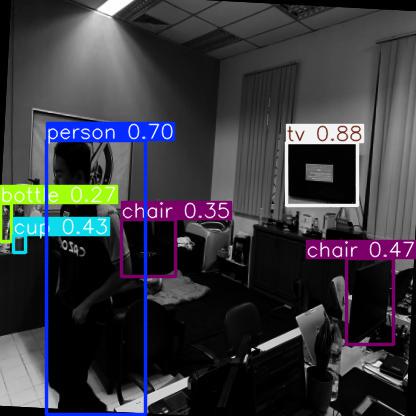 person 0.70
tv 0.88
bottle 0.27
chair 0.35
cup 0.43
chair 0.47